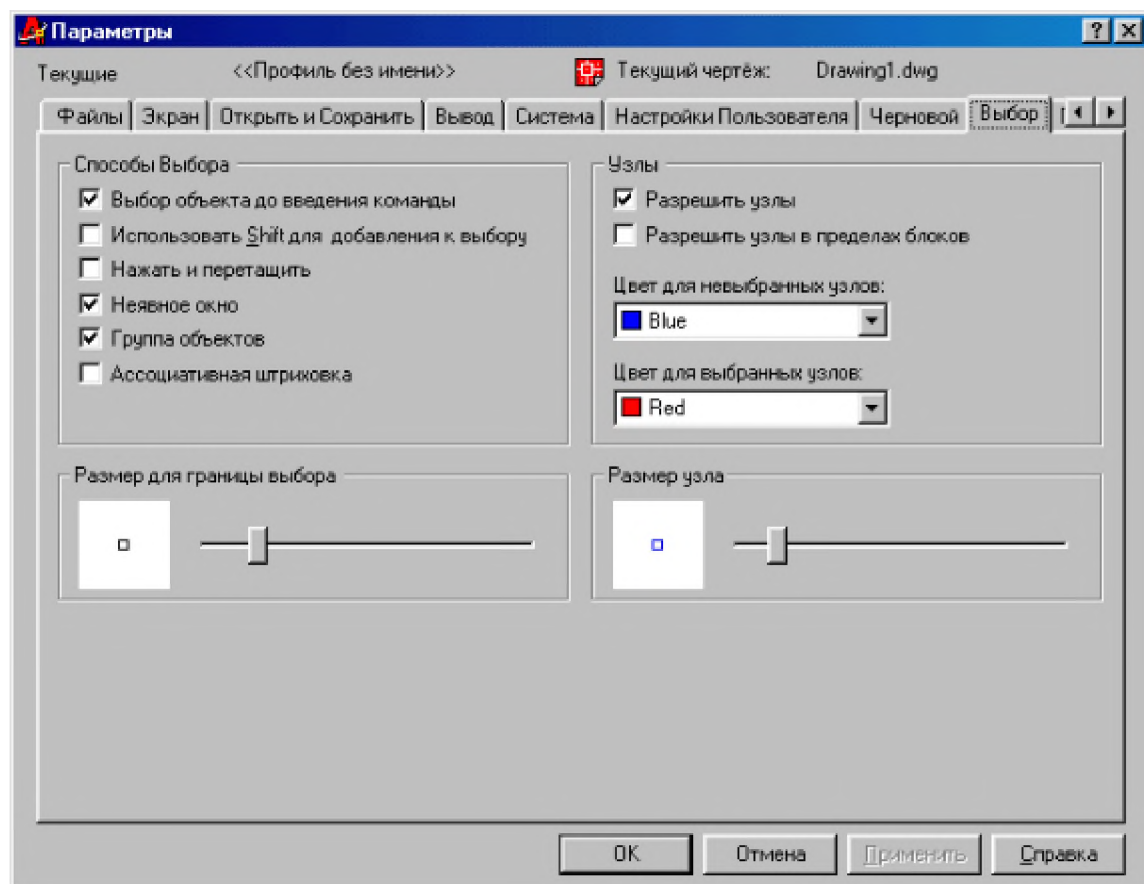 Параметры
Текущие <<Профиль без имени>> Текущий чертёж: Drawing1.dwg
Файлы Экран Открыть и Сохранить Вывод Система Настройки Пользователя Черновой Выбор
Способы Выбора
Выбор объекта до введения команды
Использовать Shift для добавления к выбору
Нажать и перетащить
Неявное окно
Группа объектов
Ассоциативная штриховка
Узлы
Разрешить узлы
Разрешить узлы в пределах блоков
Цвет для невыбранных узлов:
Blue
Цвет для выбранных узлов:
Red
Размер для границы выбора
Размер узла
OK Отмена Применить Справка